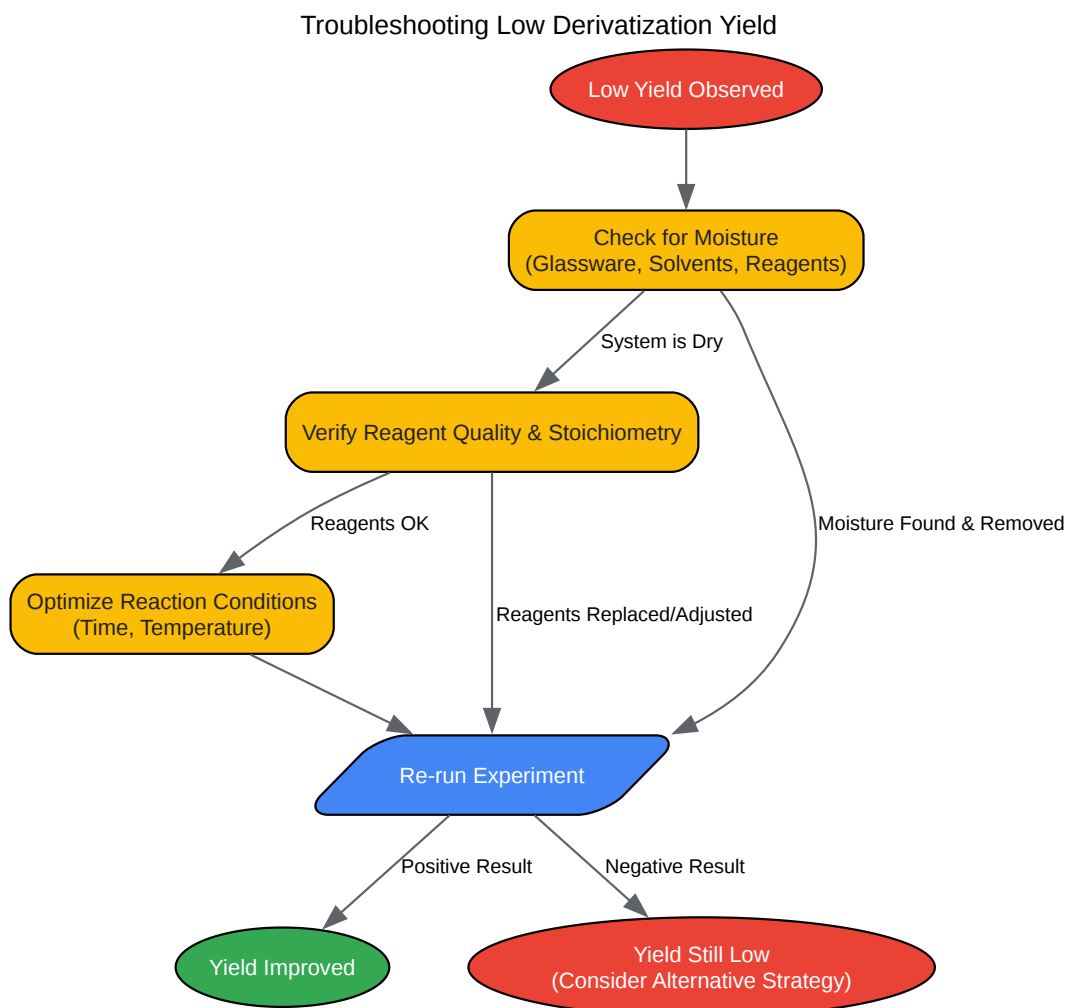 Troubleshooting Low Derivatization Yield
Low Yield Observed
Check for Moisture
(Glassware, Solvents, Reagents)
System is Dry
Verify Reagent Quality & Stoichiometry
Reagents OK
Moisture Found & Removed
Optimize Reaction Conditions
(Time, Temperature)
Reagents Replaced/Adjusted
Re-run Experiment
Positive Result
Negative Result
Yield Improved
Yield Still Low
(Consider Alternative Strategy)